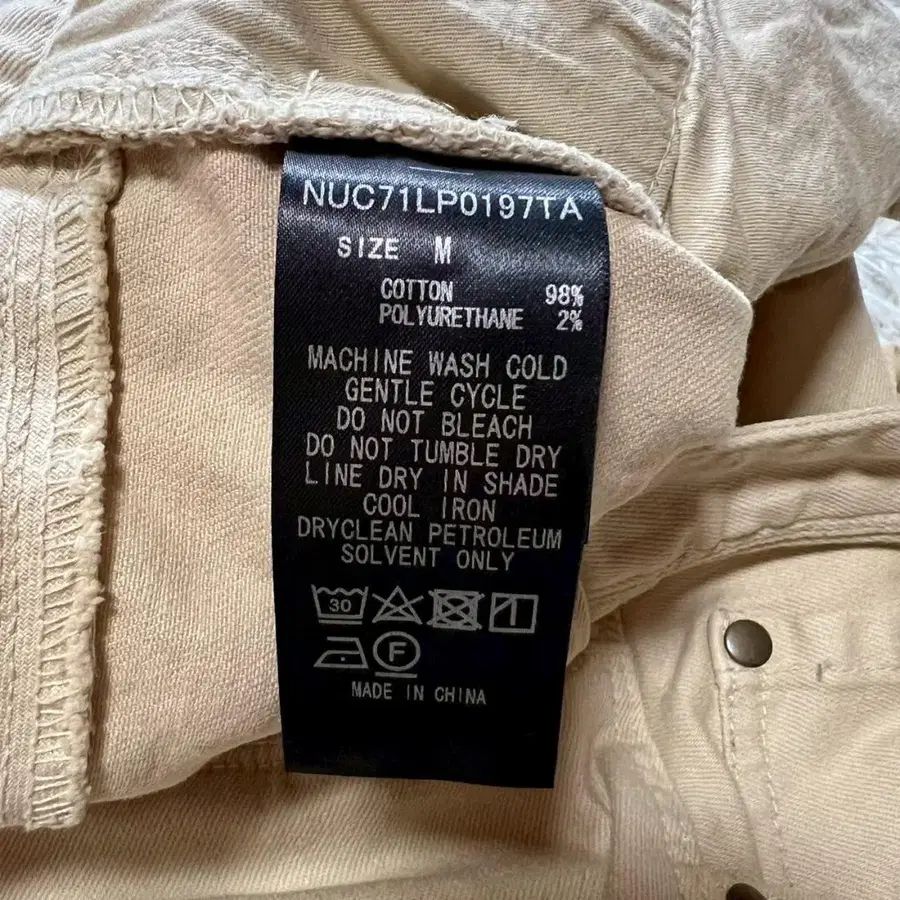 NUC71LP0197TA
SIZE M
COTTON 98%
POLYURETHANE 2%
MACHINE WASH COLD
GENTLE CYCLE
DO NOT BLEACH
DO NOT TUMBLE DRY
LINE DRY IN SHADE
COOL IRON
DRYCLEAN PETROLEUM
SOLVENT ONLY
30
F
MADE IN CHINA